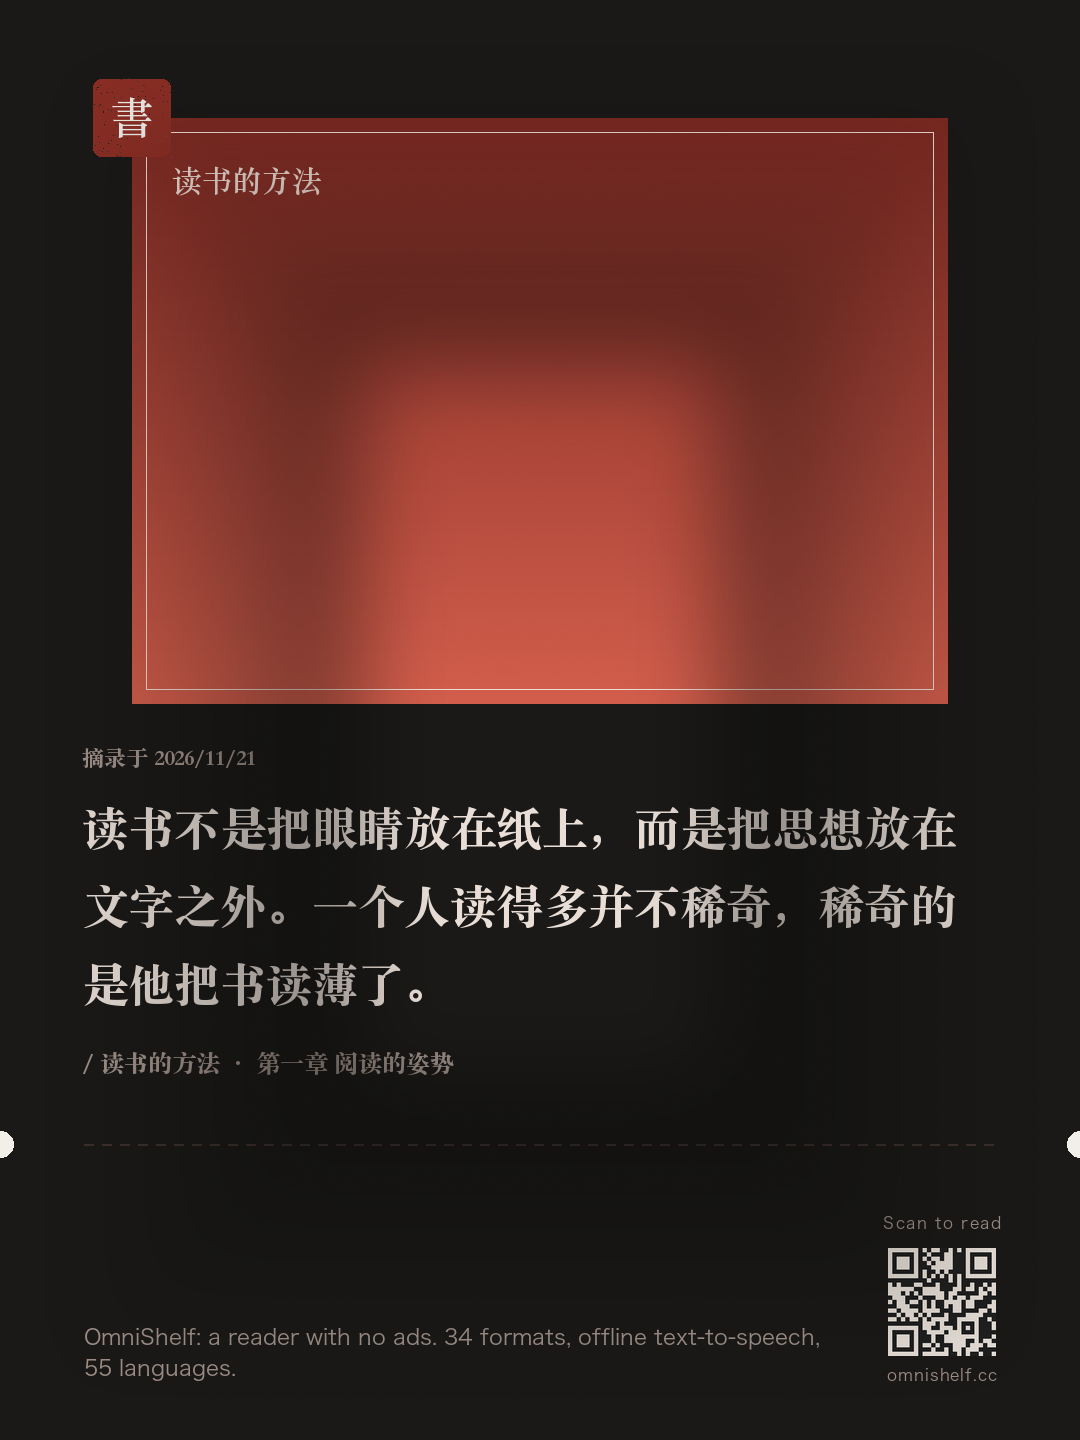 書
读书的方法
摘录于 2026/11/21
读书不是把眼睛放在纸上，而是把思想放在
文字之外。一个人读得多并不稀奇，稀奇的
是他把书读薄了。
/ 读书的方法 · 第一章 阅读的姿势
Scan to read
OmniShelf: a reader with no ads. 34 formats, offline text-to-speech,
55 languages.
omnishelf.cc